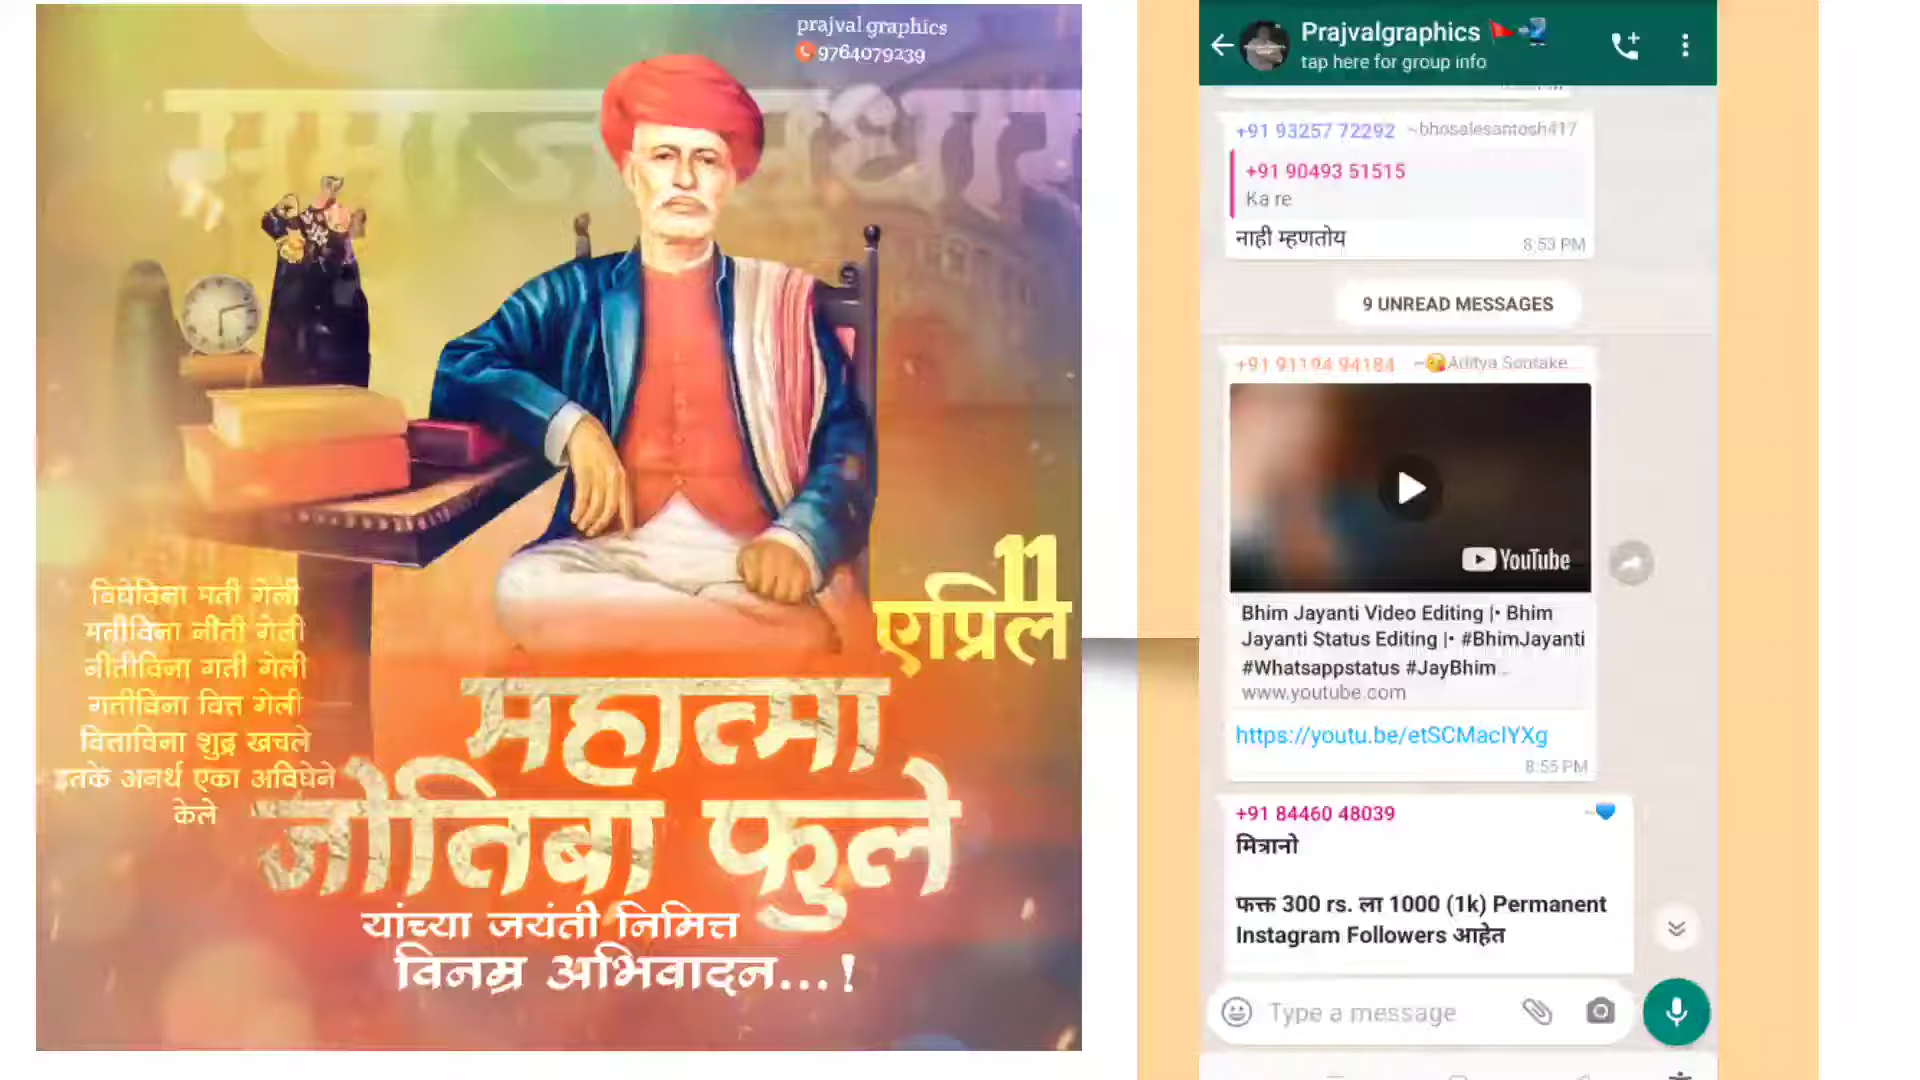 prajval graphics
9764079239
11
एप्रिल
विद्येविना मती गेली
मतीविना नीती गेली
नीतीविना गती गेली
गतीविना वित्त गेली
वित्ताविना शुद्र खचले
इतके अनर्थ एका अविद्येने
केले
महात्मा
जोतिबा फुले
यांच्या जयंती निमित्त
विनम्र अभिवादन...!
Prajvalgraphics
tap here for group info
+91 93257 72292 ~bhosalesantosh417
+91 90493 51515
Ka re
नाही म्हणतोय
8:53 PM
9 UNREAD MESSAGES
+91 91194 94184 ~Aditya Sontake...
YouTube
Bhim Jayanti Video Editing |• Bhim
Jayanti Status Editing |• #BhimJayanti
#Whatsappstatus #JayBhim...
www.youtube.com
https://youtu.be/etSCMaclYXg
8:55 PM
+91 84460 48039
मित्रानो
फक्त 300 rs. ला 1000 (1k) Permanent
Instagram Followers आहेत
Type a message